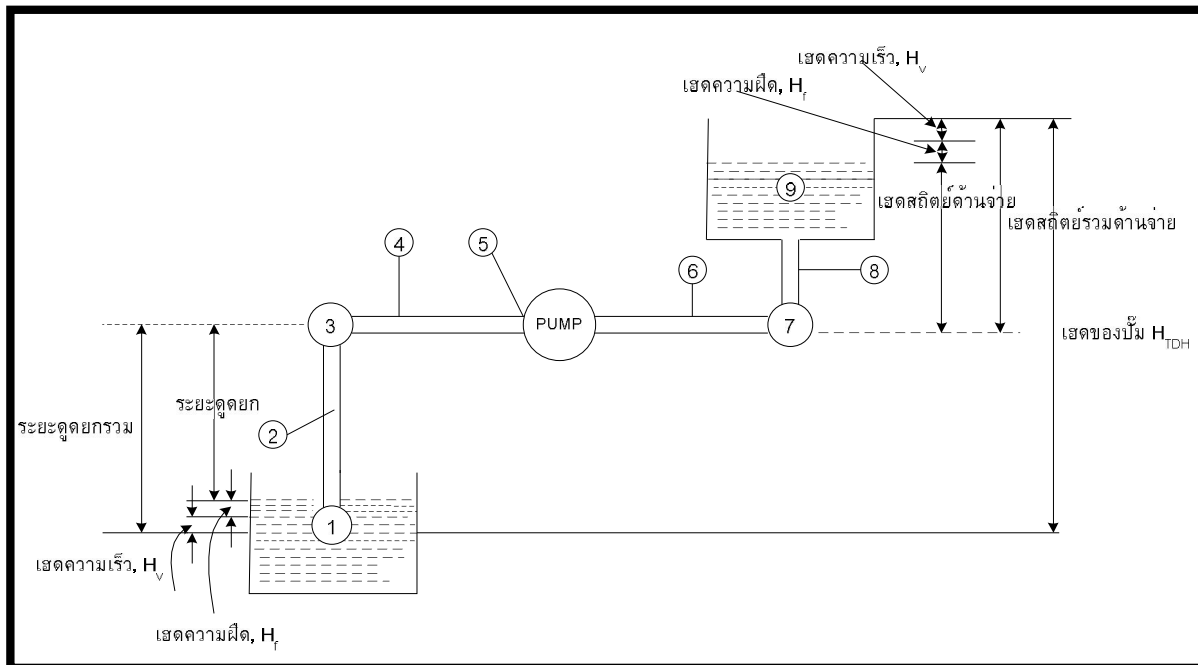 เฮดความเร็ว, Hv
เฮดความฝืด, Hf
9
เฮดสถิตย์ด้านจ่าย
เฮดสถิตย์รวมด้านจ่าย
4
5
6
8
3
PUMP
7
เฮดของปั๊ม HTDH
ระยะดูดยก
ระยะดูดยกรวม
2
1
เฮดความเร็ว, Hv
เฮดความฝืด, Hf